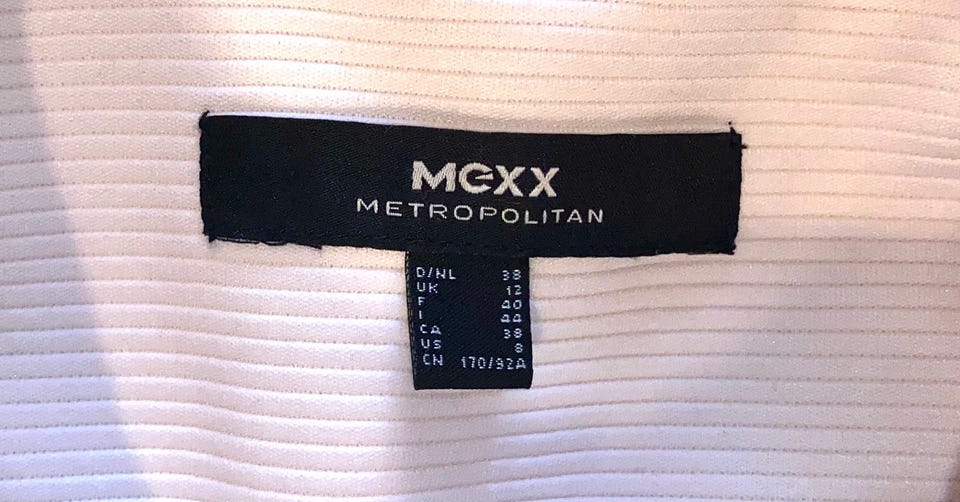 MEXX
METROPOLITAN
D/NL 38
UK 12
F 40
I 44
CA 38
US 8
CN 170/92A